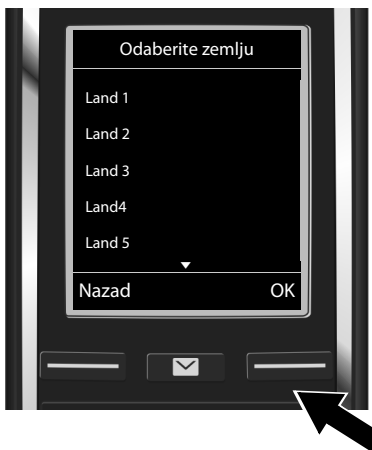 Odaberite zemlju
Land 1
Land 2
Land 3
Land4
Land 5
Nazad OK